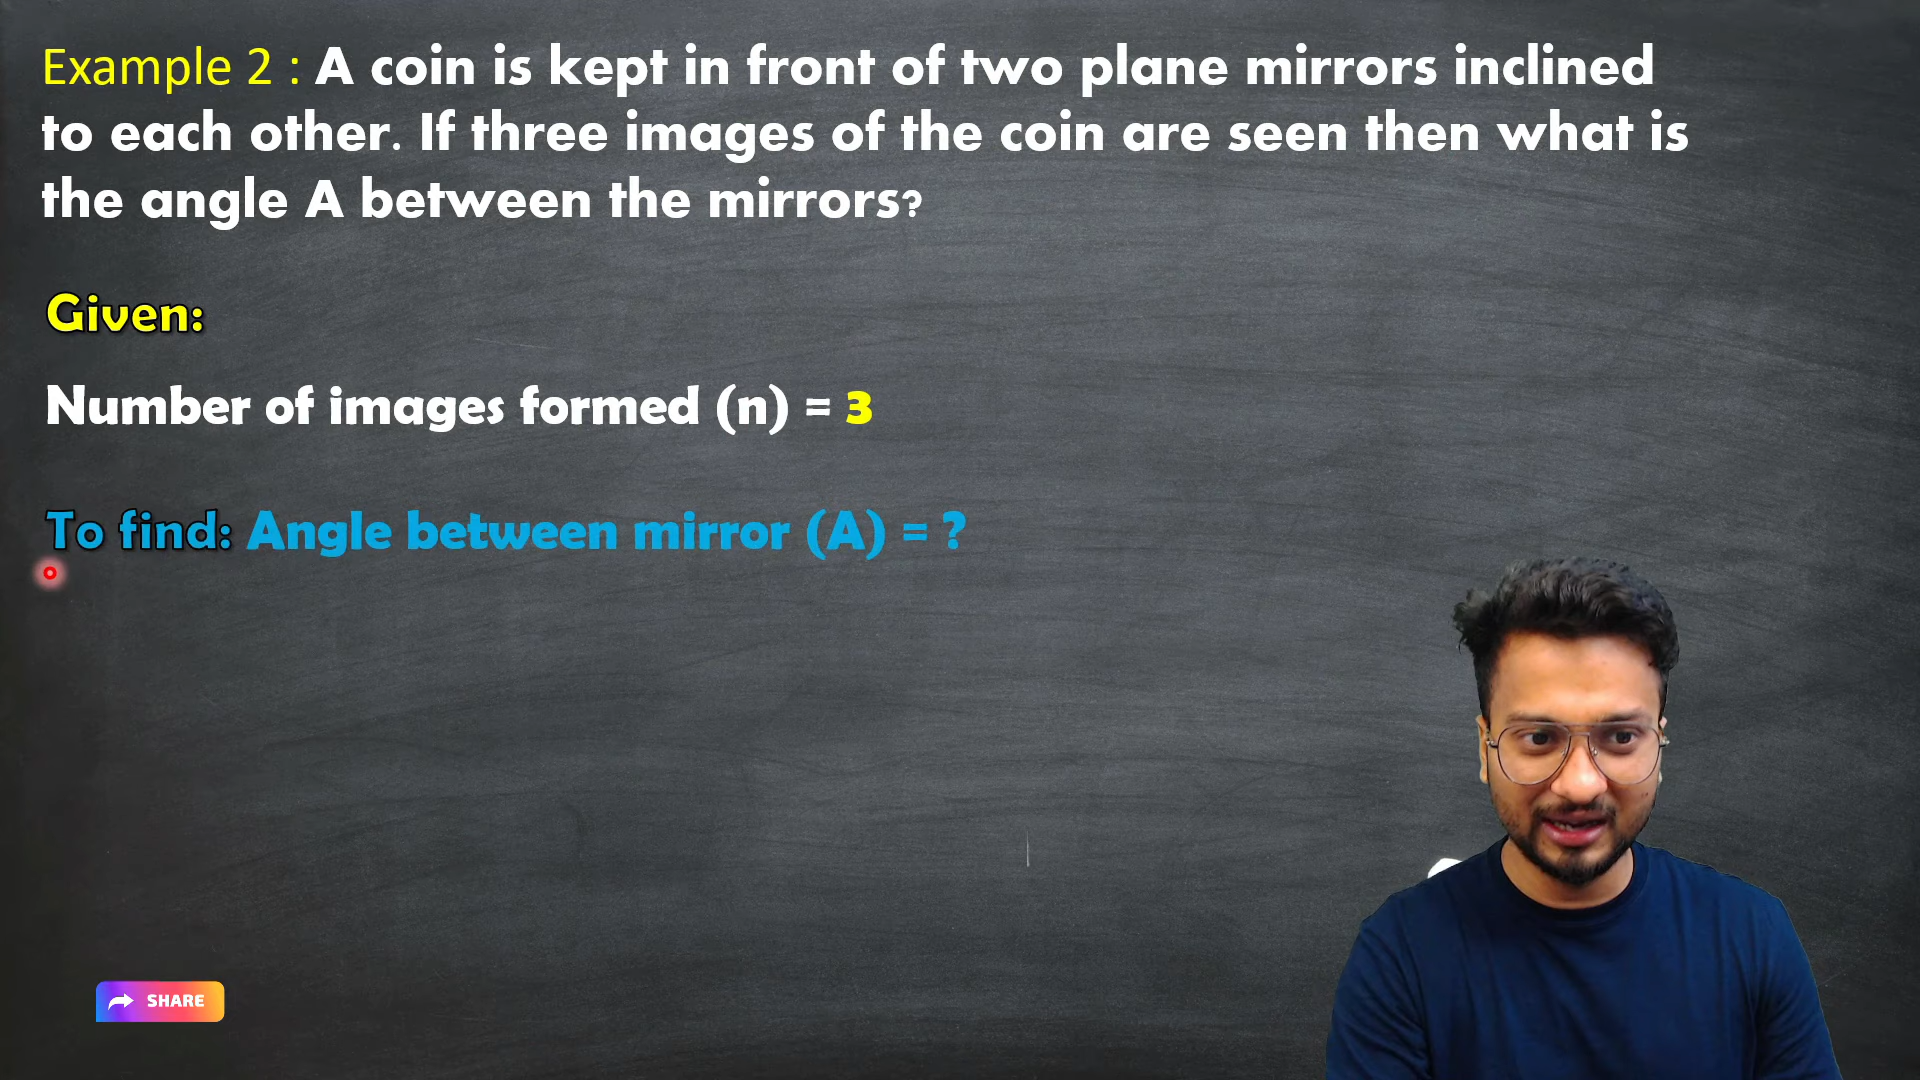 Example 2 : A coin is kept in front of two plane mirrors inclined
to each other. If three images of the coin are seen then what is
the angle A between the mirrors?
Given:
Number of images formed (n) = 3
To find: Angle between mirror (A) = ?
SHARE